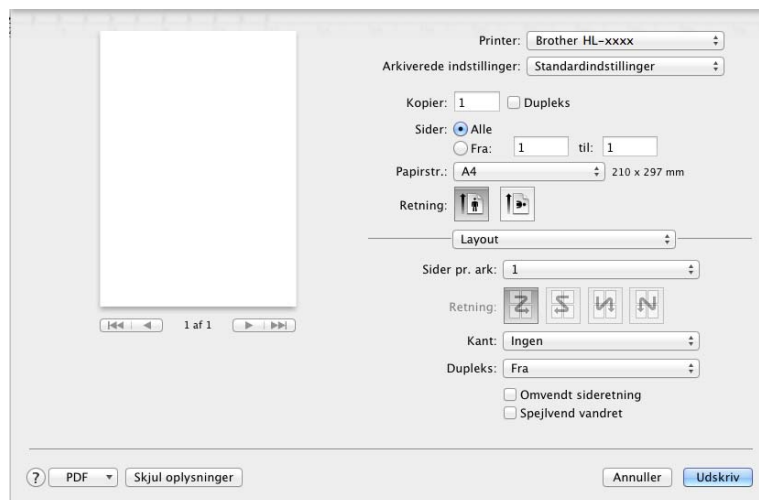 Printer: Brother HL-xxxx
Arkiverede indstillinger: Standardindstillinger
Kopier: 1 Dupleks
Sider: Alle
Fra: 1 til: 1
Papirstr.: A4 210 x 297 mm
Retning:
Layout
Sider pr. ark: 1
Retning:
Kant: Ingen
Dupleks: Fra
Omvendt sideretning
Spejlvend vandret
1 af 1
? PDF Skjul oplysninger Annuller Udskriv